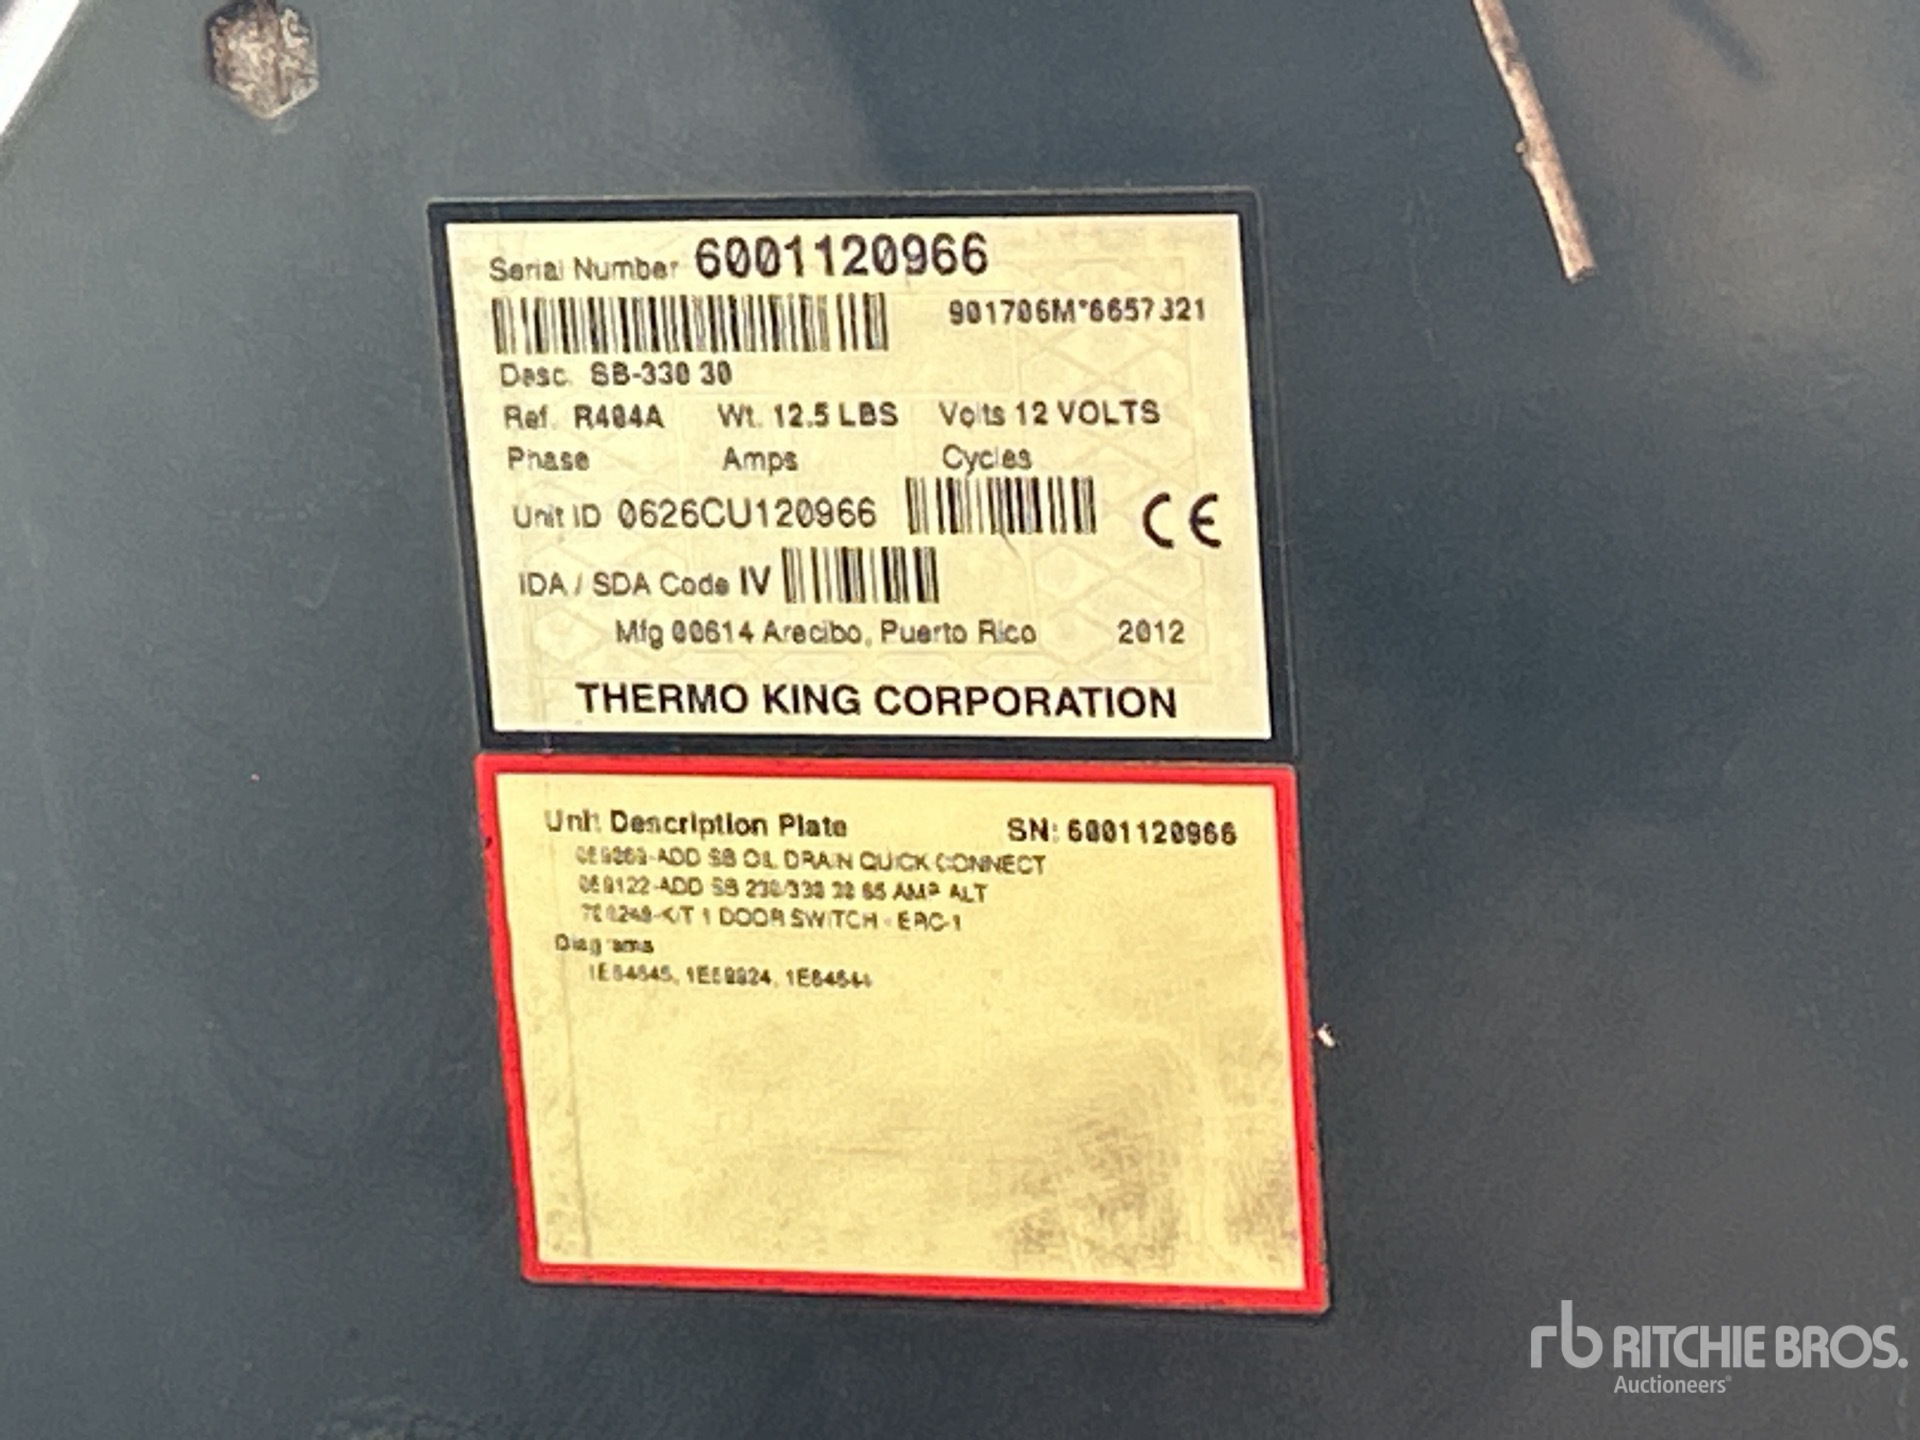 Serial Number 6001120966
901706M*6657321
Desc. SB-330 30
Ref. R404A Wt. 12.5 LBS Volts 12 VOLTS
Phase Amps Cycles
Unit ID 0626CU120966 CE
IDA / SDA Code IV
Mfg 00614 Arecibo, Puerto Rico 2012
THERMO KING CORPORATION
Unit Description Plate SN: 6001120966
ADD SB OIL DRAIN QUICK CONNECT
ADD SB 230/330 30 65 AMP ALT
KIT 1 DOOR SWITCH - ERC-1
Diagrams
rb RITCHIE BROS.
Auctioneers